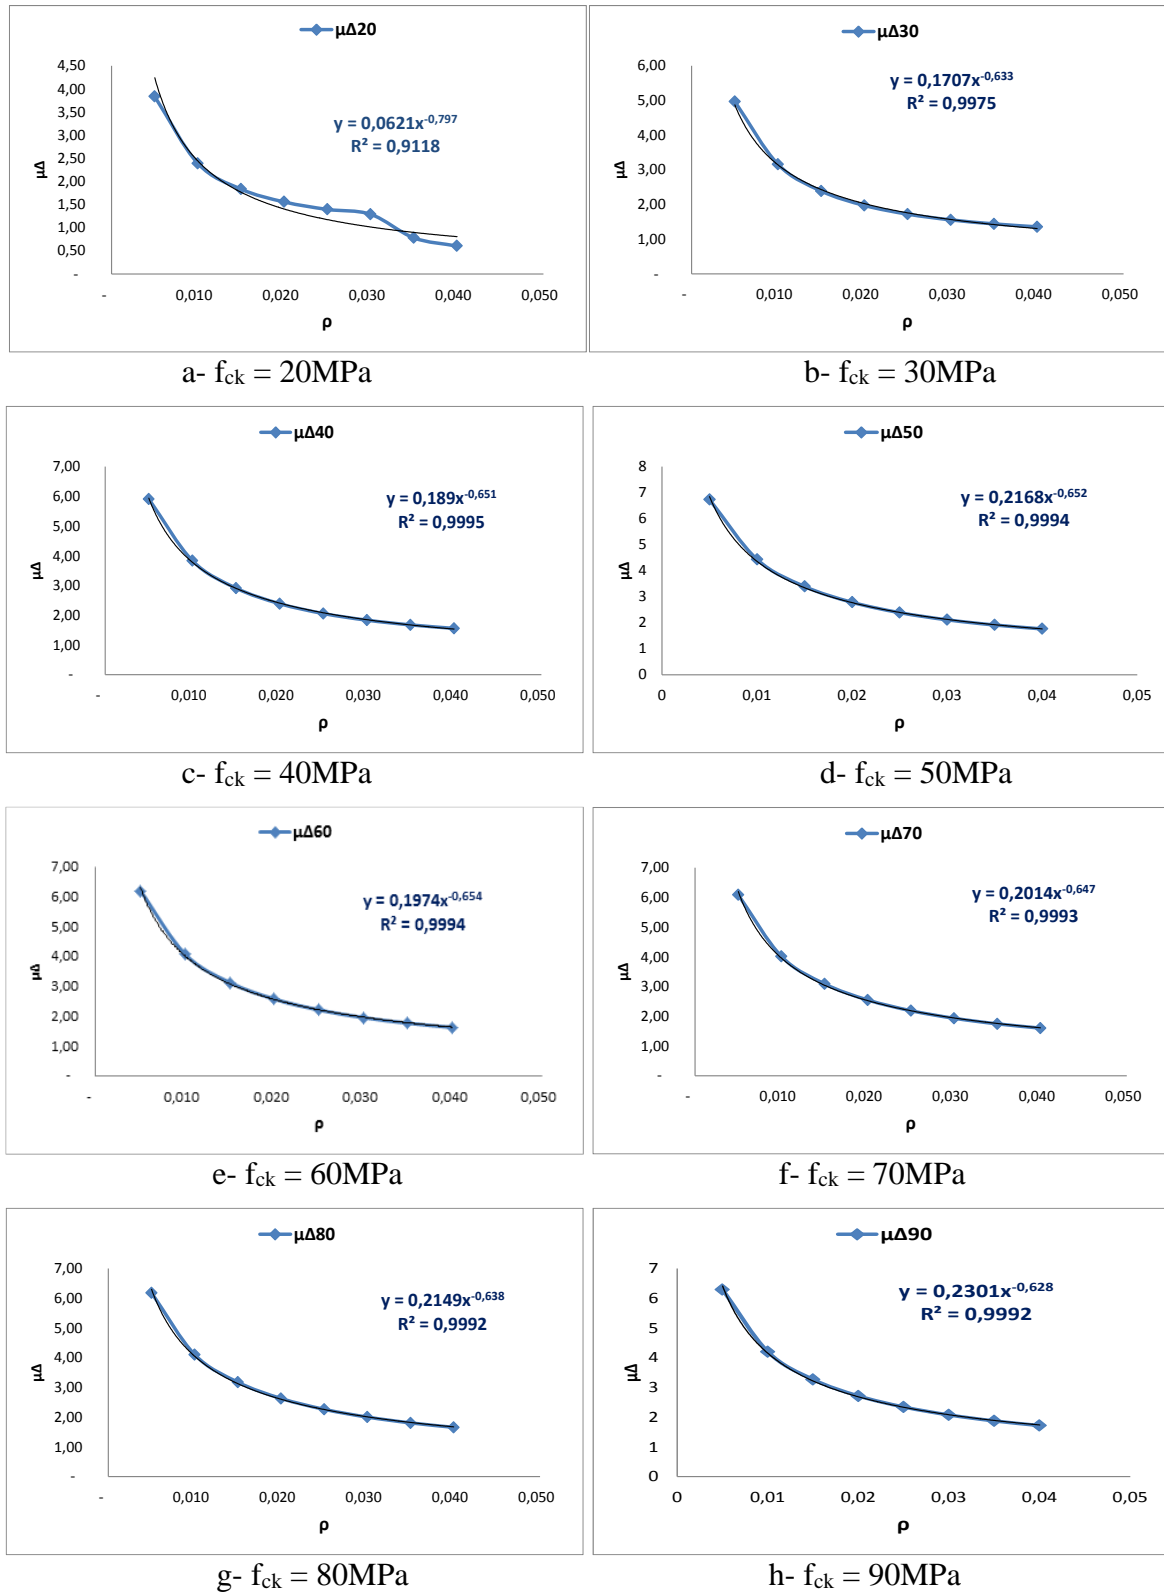 μΔ20
4,50
4,00
3,50
3,00
2,50
2,00
1,50
1,00
0,50
-
μΔ
y = 0,0621x^-0,797
R² = 0,9118
- 0,010 0,020 0,030 0,040 0,050
ρ
a- fck = 20MPa
μΔ30
6,00
5,00
4,00
3,00
2,00
1,00
-
μΔ
y = 0,1707x^-0,633
R² = 0,9975
- 0,010 0,020 0,030 0,040 0,050
ρ
b- fck = 30MPa
μΔ40
7,00
6,00
5,00
4,00
3,00
2,00
1,00
-
μΔ
y = 0,189x^-0,651
R² = 0,9995
- 0,010 0,020 0,030 0,040 0,050
ρ
c- fck = 40MPa
μΔ50
8
7
6
5
4
3
2
1
0
μΔ
y = 0,2168x^-0,652
R² = 0,9994
0 0,01 0,02 0,03 0,04 0,05
ρ
d- fck = 50MPa
μΔ60
7,00
6,00
5,00
4,00
3,00
2,00
1,00
-
μΔ
y = 0,1974x^-0,654
R² = 0,9994
- 0,010 0,020 0,030 0,040 0,050
ρ
e- fck = 60MPa
μΔ70
7,00
6,00
5,00
4,00
3,00
2,00
1,00
-
μΔ
y = 0,2014x^-0,647
R² = 0,9993
- 0,010 0,020 0,030 0,040 0,050
ρ
f- fck = 70MPa
μΔ80
7,00
6,00
5,00
4,00
3,00
2,00
1,00
-
μΔ
y = 0,2149x^-0,638
R² = 0,9992
- 0,010 0,020 0,030 0,040 0,050
ρ
g- fck = 80MPa
μΔ90
7
6
5
4
3
2
1
0
μΔ
y = 0,2301x^-0,628
R² = 0,9992
0 0,01 0,02 0,03 0,04 0,05
ρ
h- fck = 90MPa